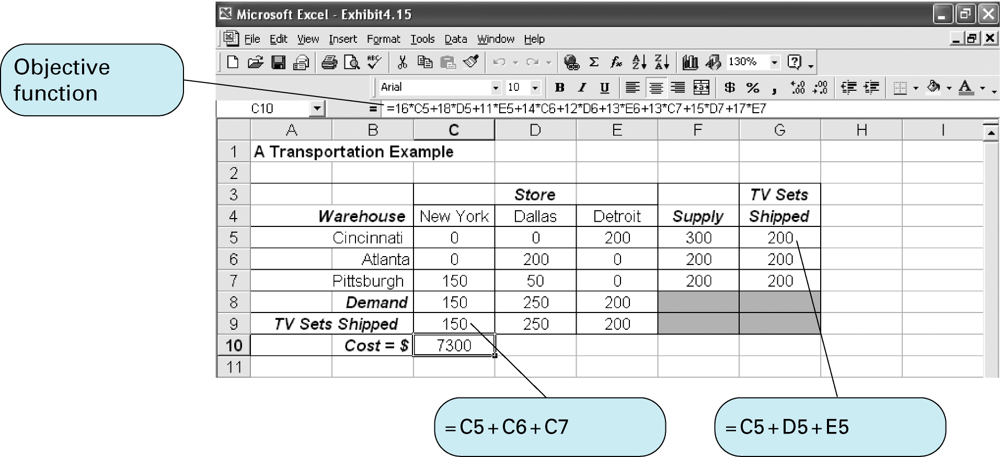 Microsoft Excel - Exhibit4.15
File Edit View Insert Format Tools Data Window Help
130%
Arial 10 B I U $ % ,
Objective
function
C10 = =16*C5+18*D5+11*E5+14*C6+12*D6+13*E6+13*C7+15*D7+17*E7
A B C D E F G H I
1 A Transportation Example
2
3 Store TV Sets
4 Warehouse New York Dallas Detroit Supply Shipped
5 Cincinnati 0 0 200 300 200
6 Atlanta 0 200 0 200 200
7 Pittsburgh 150 50 0 200 200
8 Demand 150 250 200
9 TV Sets Shipped 150 250 200
10 Cost = $ 7300
11
=C5+C6+C7
=C5+D5+E5